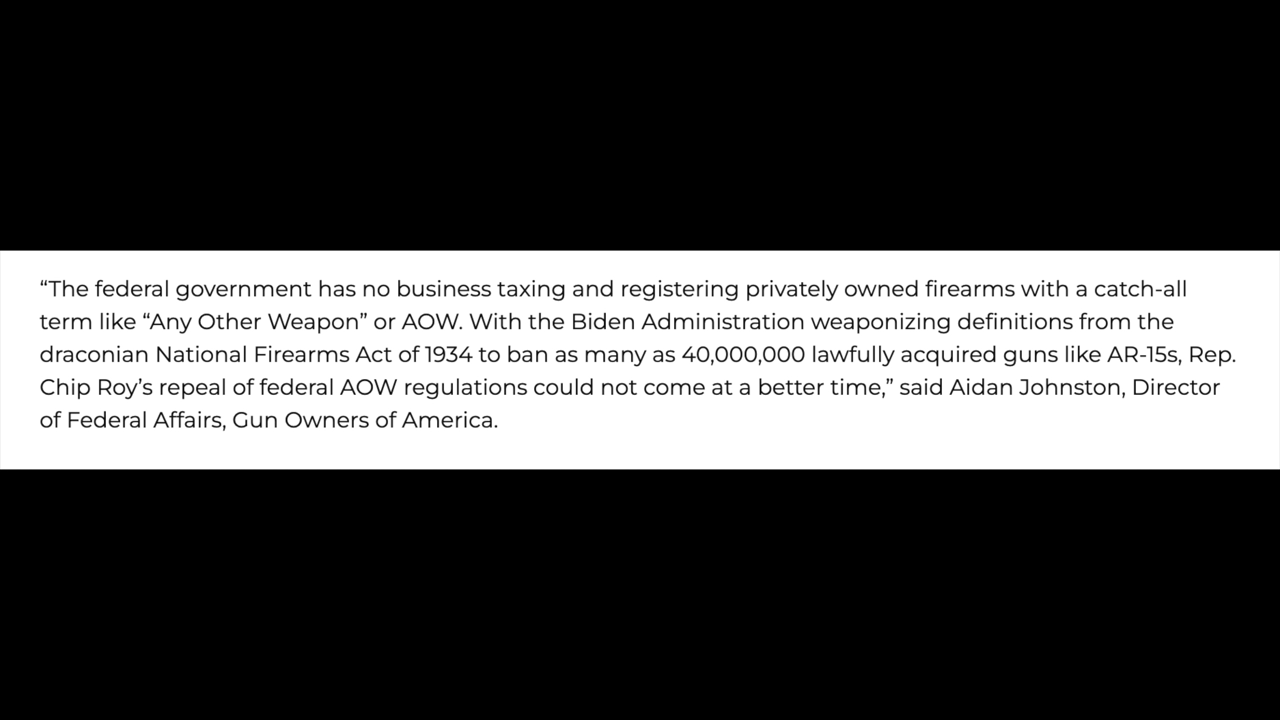 “The federal government has no business taxing and registering privately owned firearms with a catch-all
term like “Any Other Weapon” or AOW. With the Biden Administration weaponizing definitions from the
draconian National Firearms Act of 1934 to ban as many as 40,000,000 lawfully acquired guns like AR-15s, Rep.
Chip Roy’s repeal of federal AOW regulations could not come at a better time,” said Aidan Johnston, Director
of Federal Affairs, Gun Owners of America.